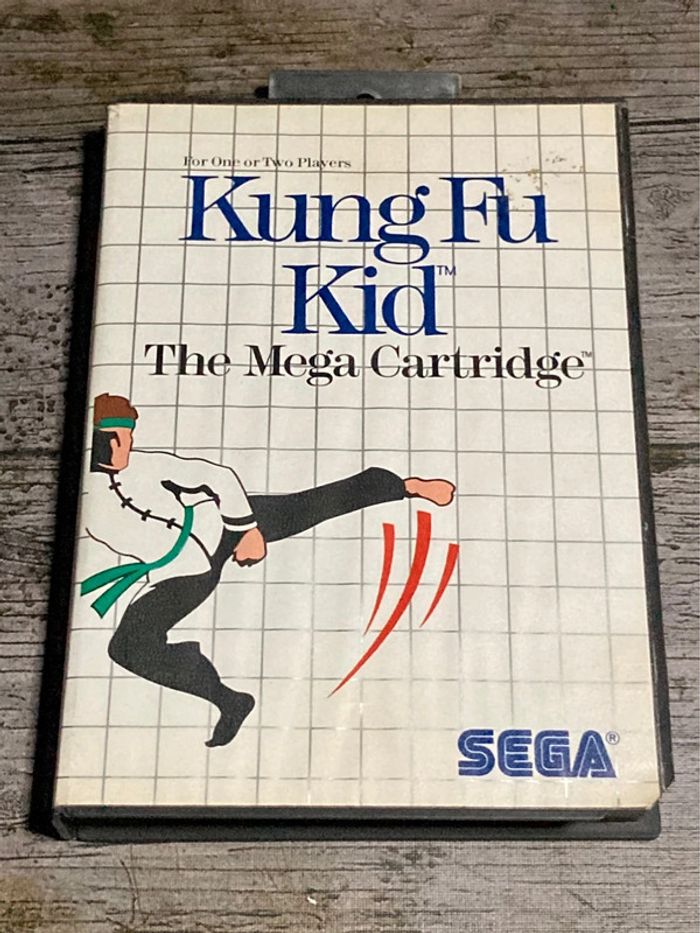 For One or Two Players
Kung Fu
Kid™
The Mega Cartridge™
SEGA®